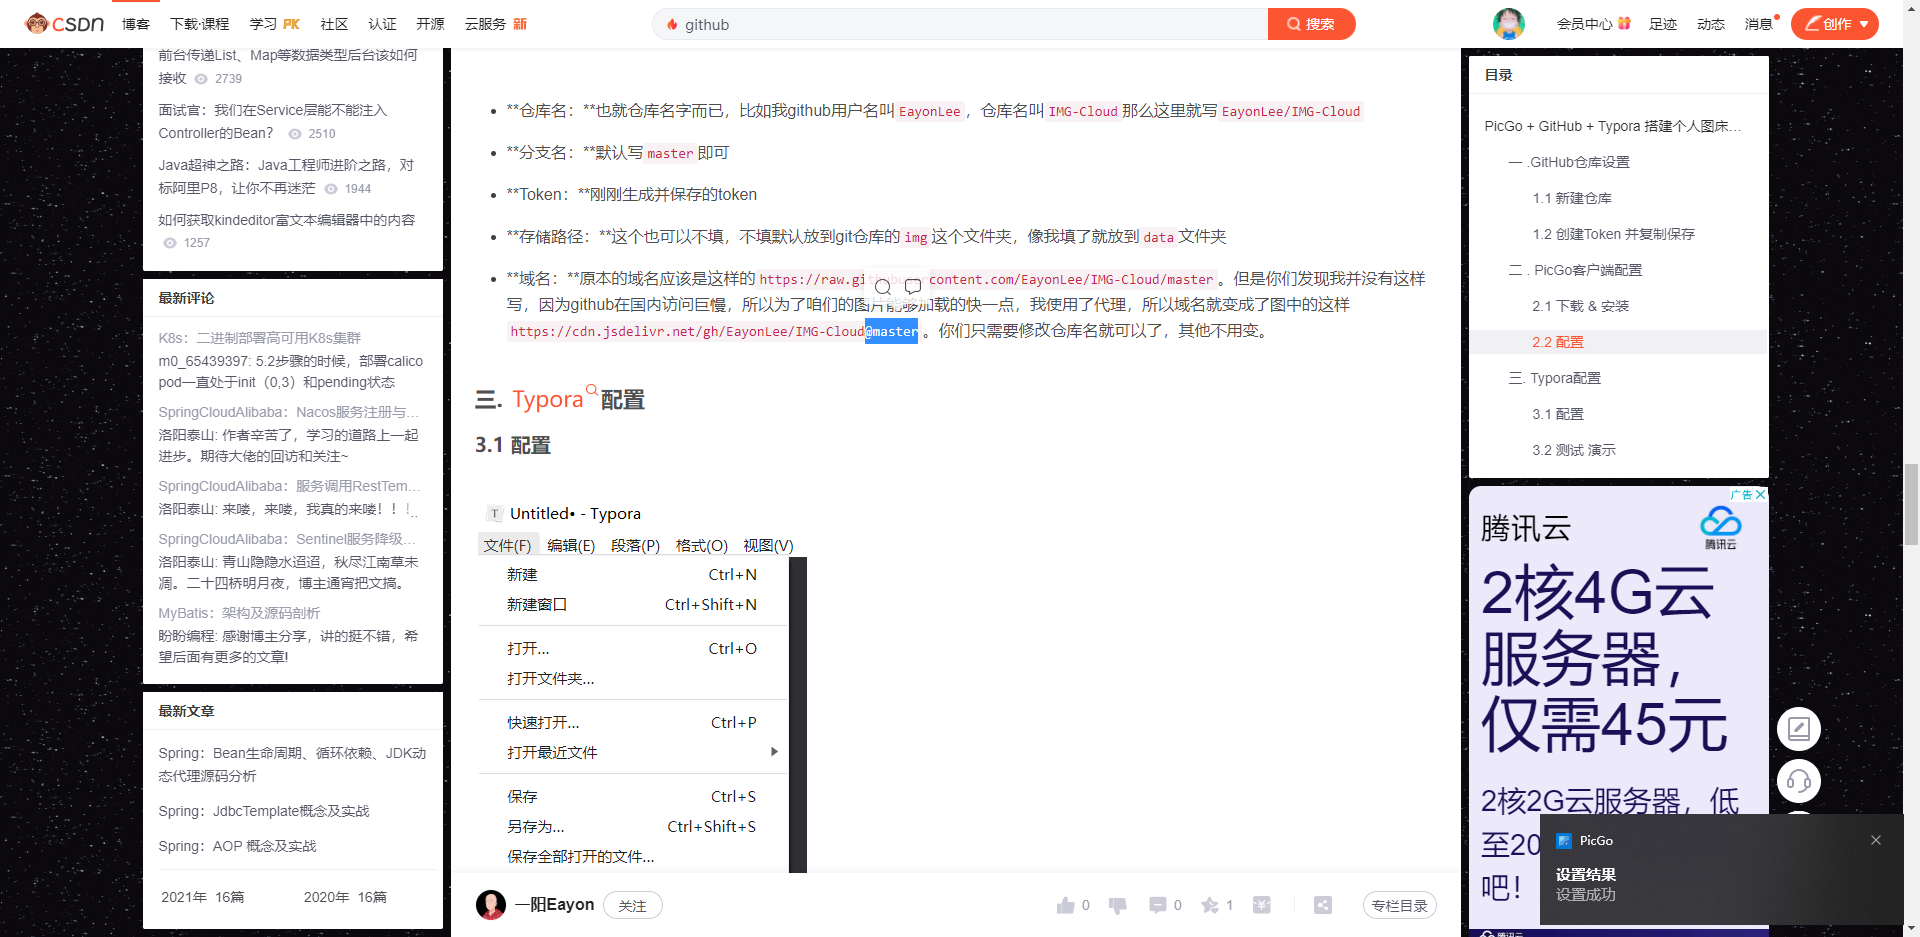 CSDN 博客 下载·课程 学习 PK 社区 认证 开源 云服务 新 github 搜索 会员中心 足迹 动态 消息 创作
前台传递List、Map等数据类型后台该如何
接收 2739
面试官：我们在Service层能不能注入
Controller的Bean？ 2510
Java超神之路：Java工程师进阶之路，对
标阿里P8，让你不再迷茫 1944
如何获取kindeditor富文本编辑器中的内容
1257
最新评论
K8s：二进制部署高可用K8s集群
m0_65439397: 5.2步骤的时候，部署calico
pod一直处于init（0,3）和pending状态
SpringCloudAlibaba：Nacos服务注册与...
洛阳泰山: 作者辛苦了，学习的道路上一起
进步。期待大佬的回访和关注~
SpringCloudAlibaba：服务调用RestTem...
洛阳泰山: 来喽，来喽，我真的来喽！！！
SpringCloudAlibaba：Sentinel服务降级...
洛阳泰山: 青山隐隐水迢迢，秋尽江南草未
凋。二十四桥明月夜，博主通宵把文搞。
MyBatis：架构及源码剖析
盼盼编程: 感谢博主分享，讲的挺不错，希
望后面有更多的文章!
最新文章
Spring：Bean生命周期、循环依赖、JDK动
态代理源码分析
Spring：JdbcTemplate概念及实战
Spring：AOP 概念及实战
2021年 16篇 2020年 16篇
**仓库名：**也就仓库名字而已，比如我github用户名叫 EayonLee ，仓库名叫 IMG-Cloud 那么这里就写 EayonLee/IMG-Cloud
**分支名：**默认写 master 即可
**Token：**刚刚生成并保存的token
**存储路径：**这个也可以不填，不填默认放到git仓库的 img 这个文件夹，像我填了就放到 data 文件夹
**域名：**原本的域名应该是这样的 https://raw.githubusercontent.com/EayonLee/IMG-Cloud/master 。但是你们发现我并没有这样
写，因为github在国内访问巨慢，所以为了咱们的图片能够加载的快一点，我使用了代理，所以域名就变成了图中的这样
https://cdn.jsdelivr.net/gh/EayonLee/IMG-Cloud@master 。你们只需要修改仓库名就可以了，其他不用变。
三. Typora配置
3.1 配置
T Untitled• - Typora
文件(F) 编辑(E) 段落(P) 格式(O) 视图(V)
新建 Ctrl+N
新建窗口 Ctrl+Shift+N
打开... Ctrl+O
打开文件夹...
快速打开... Ctrl+P
打开最近文件
保存 Ctrl+S
另存为... Ctrl+Shift+S
保存全部打开的文件...
一阳Eayon 关注 0 0 1 专栏目录
目录
PicGo + GitHub + Typora 搭建个人图床...
一 .GitHub仓库设置
1.1 新建仓库
1.2 创建Token 并复制保存
二 . PicGo客户端配置
2.1 下载 & 安装
2.2 配置
三. Typora配置
3.1 配置
3.2 测试 演示
广告
腾讯云
腾讯云
2核4G云
服务器，
仅需45元
2核2G云服务器，低
至20
吧！
腾讯云
PicGo
设置结果
设置成功